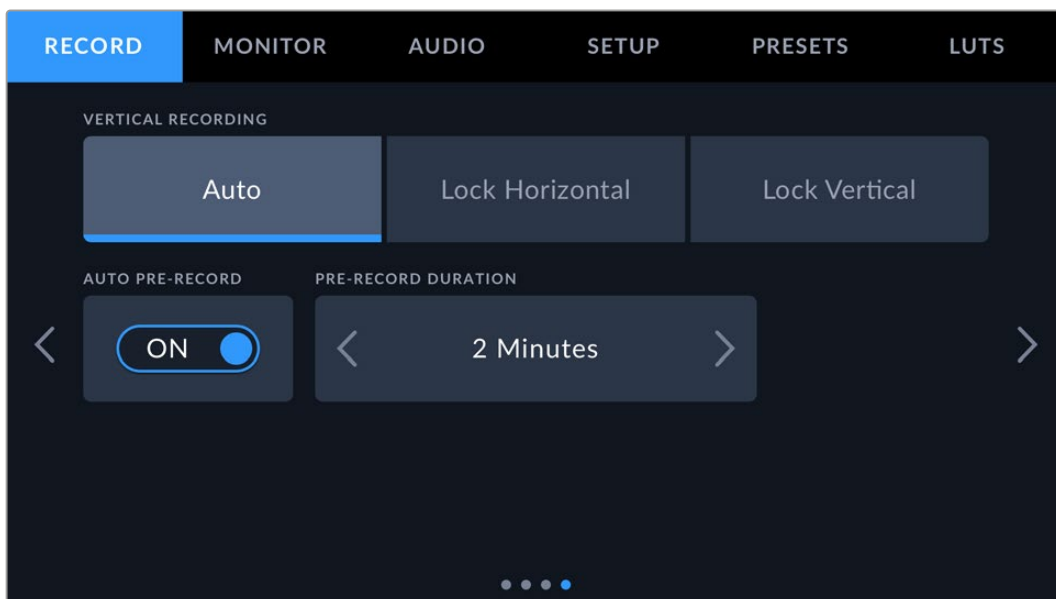 RECORD MONITOR AUDIO SETUP PRESETS LUTS
VERTICAL RECORDING
Auto Lock Horizontal Lock Vertical
AUTO PRE-RECORD PRE-RECORD DURATION
ON 2 Minutes